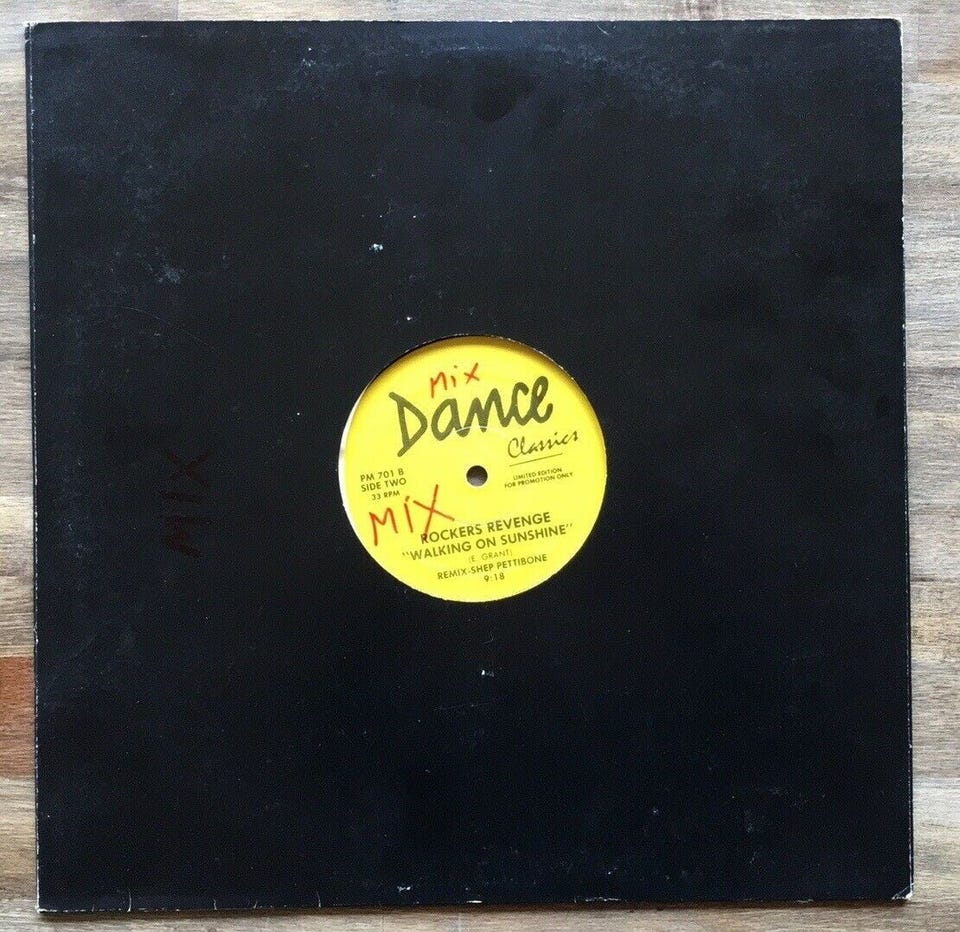 Mix
Dance
Classics
PM 701 B
SIDE TWO
33 RPM
LIMITED EDITION
FOR PROMOTION ONLY
MIX
MiX
ROCKERS REVENGE
"WALKING ON SUNSHINE"
(E. GRANT)
REMIX-SHEP PETTIBONE
9:18